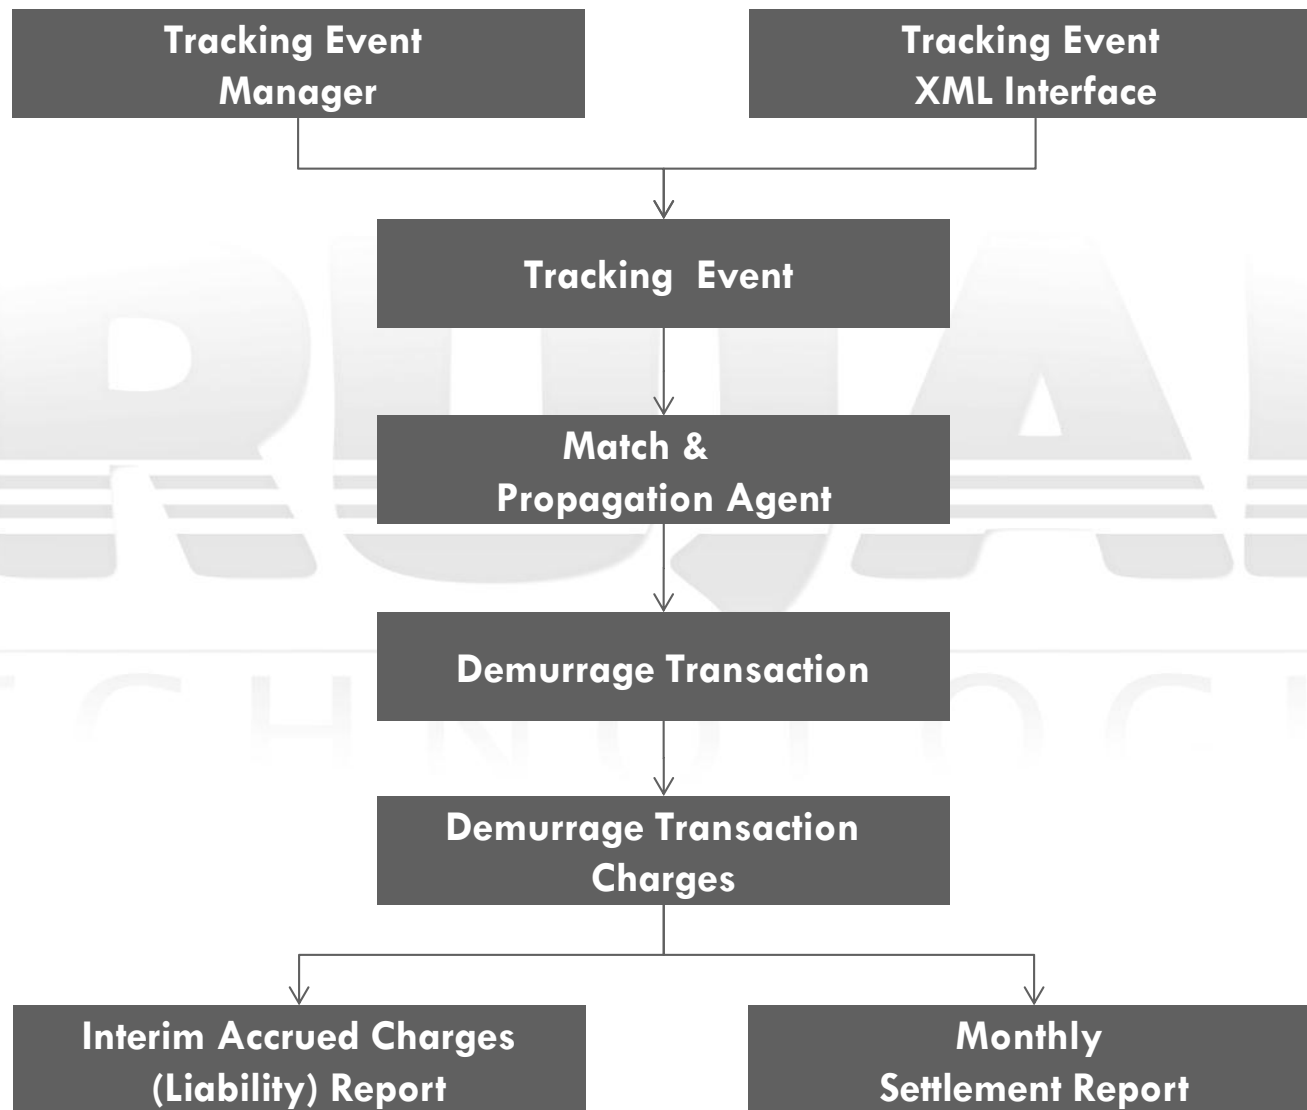 Tracking Event
Manager
Tracking Event
XML Interface
Tracking Event
Match &
Propagation Agent
Demurrage Transaction
Demurrage Transaction
Charges
Interim Accrued Charges
(Liability) Report
Monthly
Settlement Report